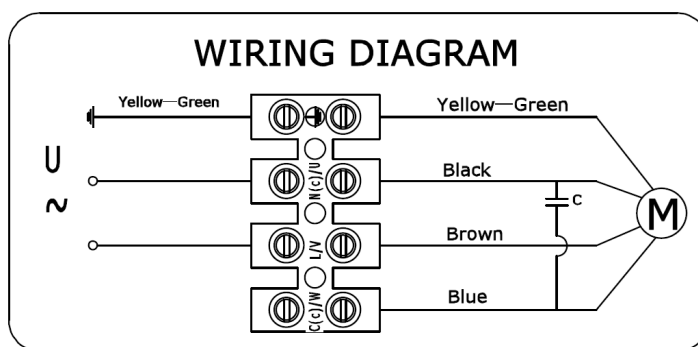 WIRING DIAGRAM
Yellow—Green
Yellow—Green
U
~
N(c)/U
Black
C
M
L/V
Brown
C(c)/W
Blue